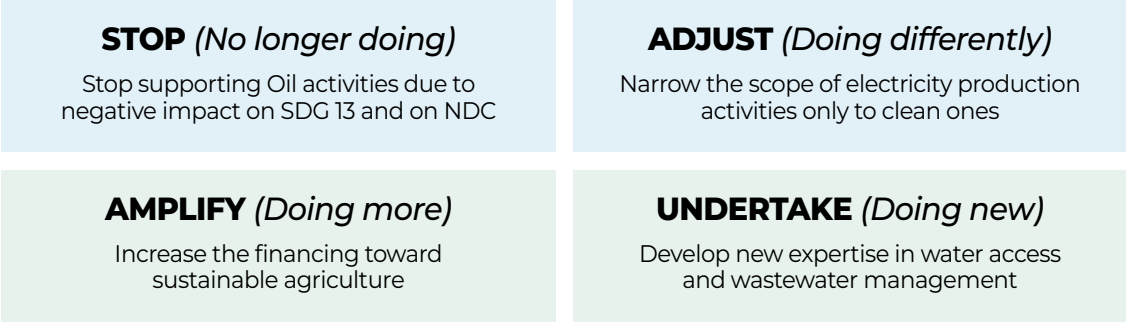 STOP (No longer doing)
Stop supporting Oil activities due to
negative impact on SDG 13 and on NDC
ADJUST (Doing differently)
Narrow the scope of electricity production
activities only to clean ones
AMPLIFY (Doing more)
Increase the financing toward
sustainable agriculture
UNDERTAKE (Doing new)
Develop new expertise in water access
and wastewater management